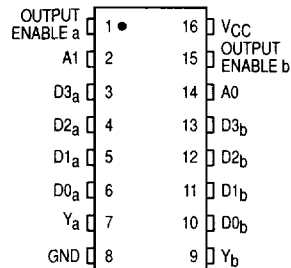 OUTPUT
ENABLE a 1 16 VCC
A1 2 15 OUTPUT
ENABLE b
D3a 3 14 A0
D2a 4 13 D3b
D1a 5 12 D2b
D0a 6 11 D1b
Ya 7 10 D0b
GND 8 9 Yb